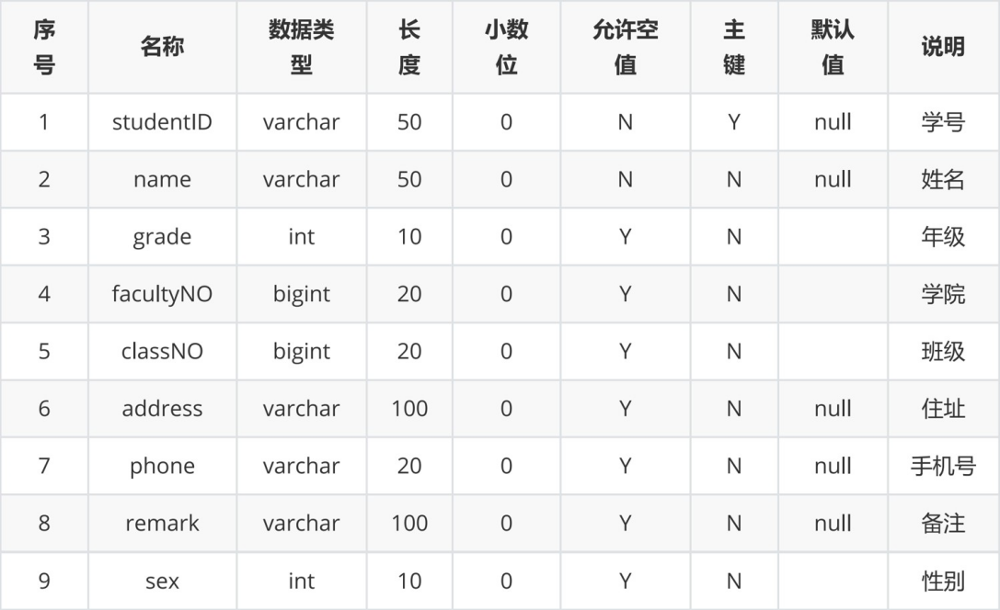 序号 名称 数据类型 长度 小数位 允许空值 主键 默认值 说明
1 studentID varchar 50 0 N Y null 学号
2 name varchar 50 0 N N null 姓名
3 grade int 10 0 Y N 年级
4 facultyNO bigint 20 0 Y N 学院
5 classNO bigint 20 0 Y N 班级
6 address varchar 100 0 Y N null 住址
7 phone varchar 20 0 Y N null 手机号
8 remark varchar 100 0 Y N null 备注
9 sex int 10 0 Y N 性别